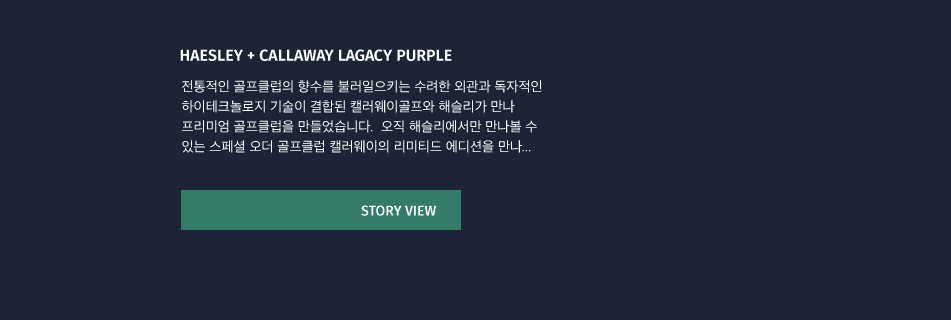 HAESLEY + CALLAWAY LAGACY PURPLE
전통적인 골프클럽의 향수를 불러일으키는 수려한 외관과 독자적인
하이테크놀로지 기술이 결합된 캘러웨이골프와 해슬리가 만나
프리미엄 골프클럽을 만들었습니다.  오직 해슬리에서만 만나볼 수
있는 스페셜 오더 골프클럽 캘러웨이의 리미티드 에디션을 만나...
STORY VIEW